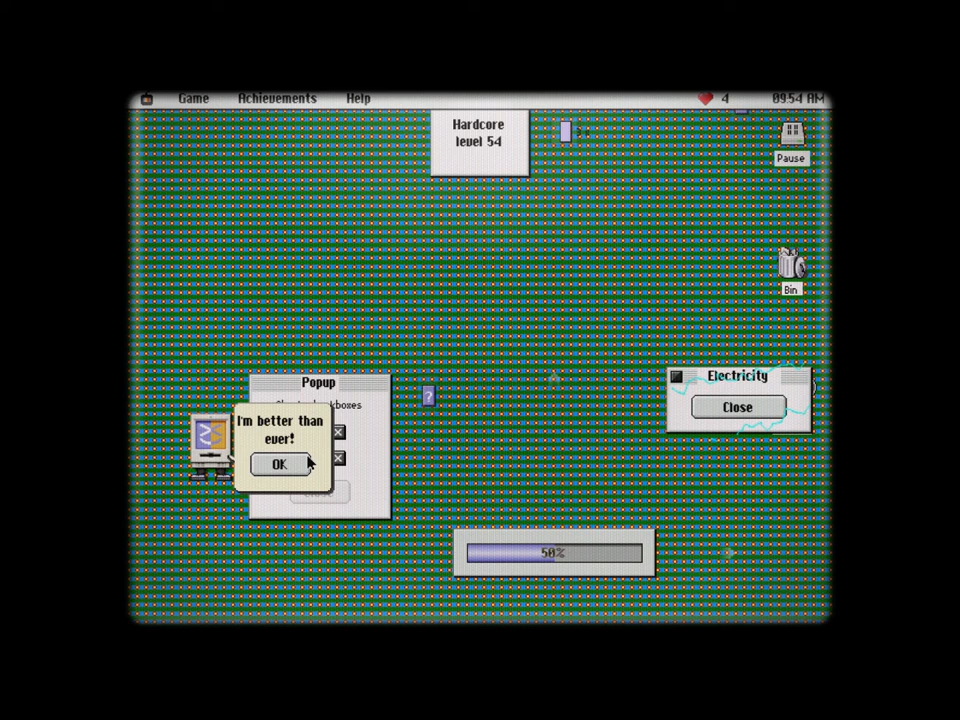 Game Achievements Help 4 09:54 AM
Hardcore
level 54
Pause
Bin
Popup
Electricity
Close
?
I'm better than
ever!
OK
50%